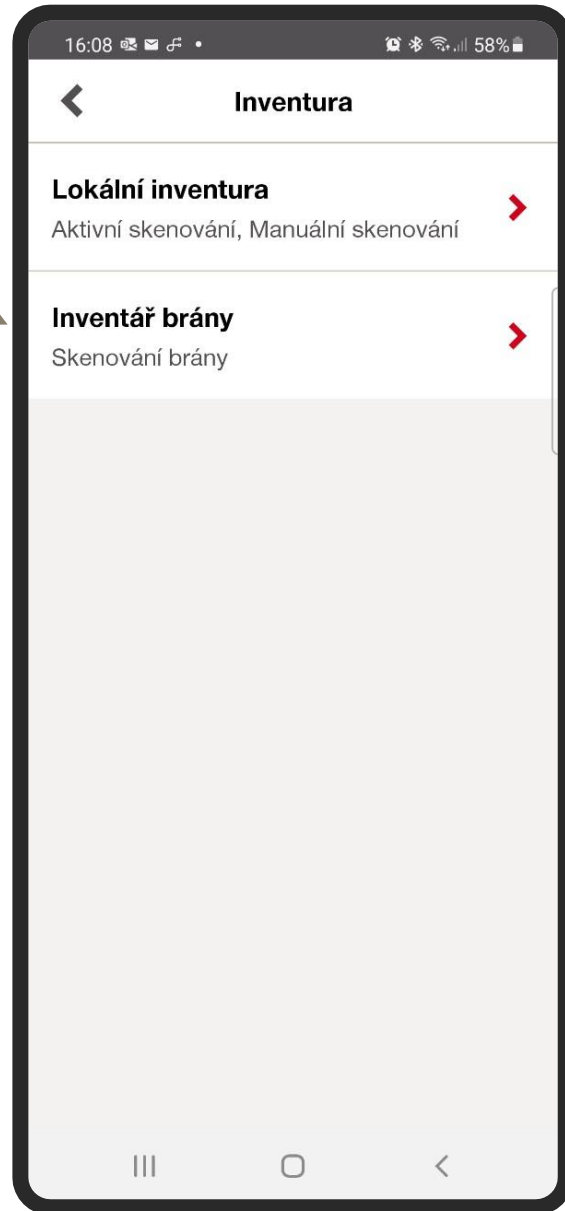 16:08 58%
Inventura
Lokální inventura
Aktivní skenování, Manuální skenování
Inventář brány
Skenování brány